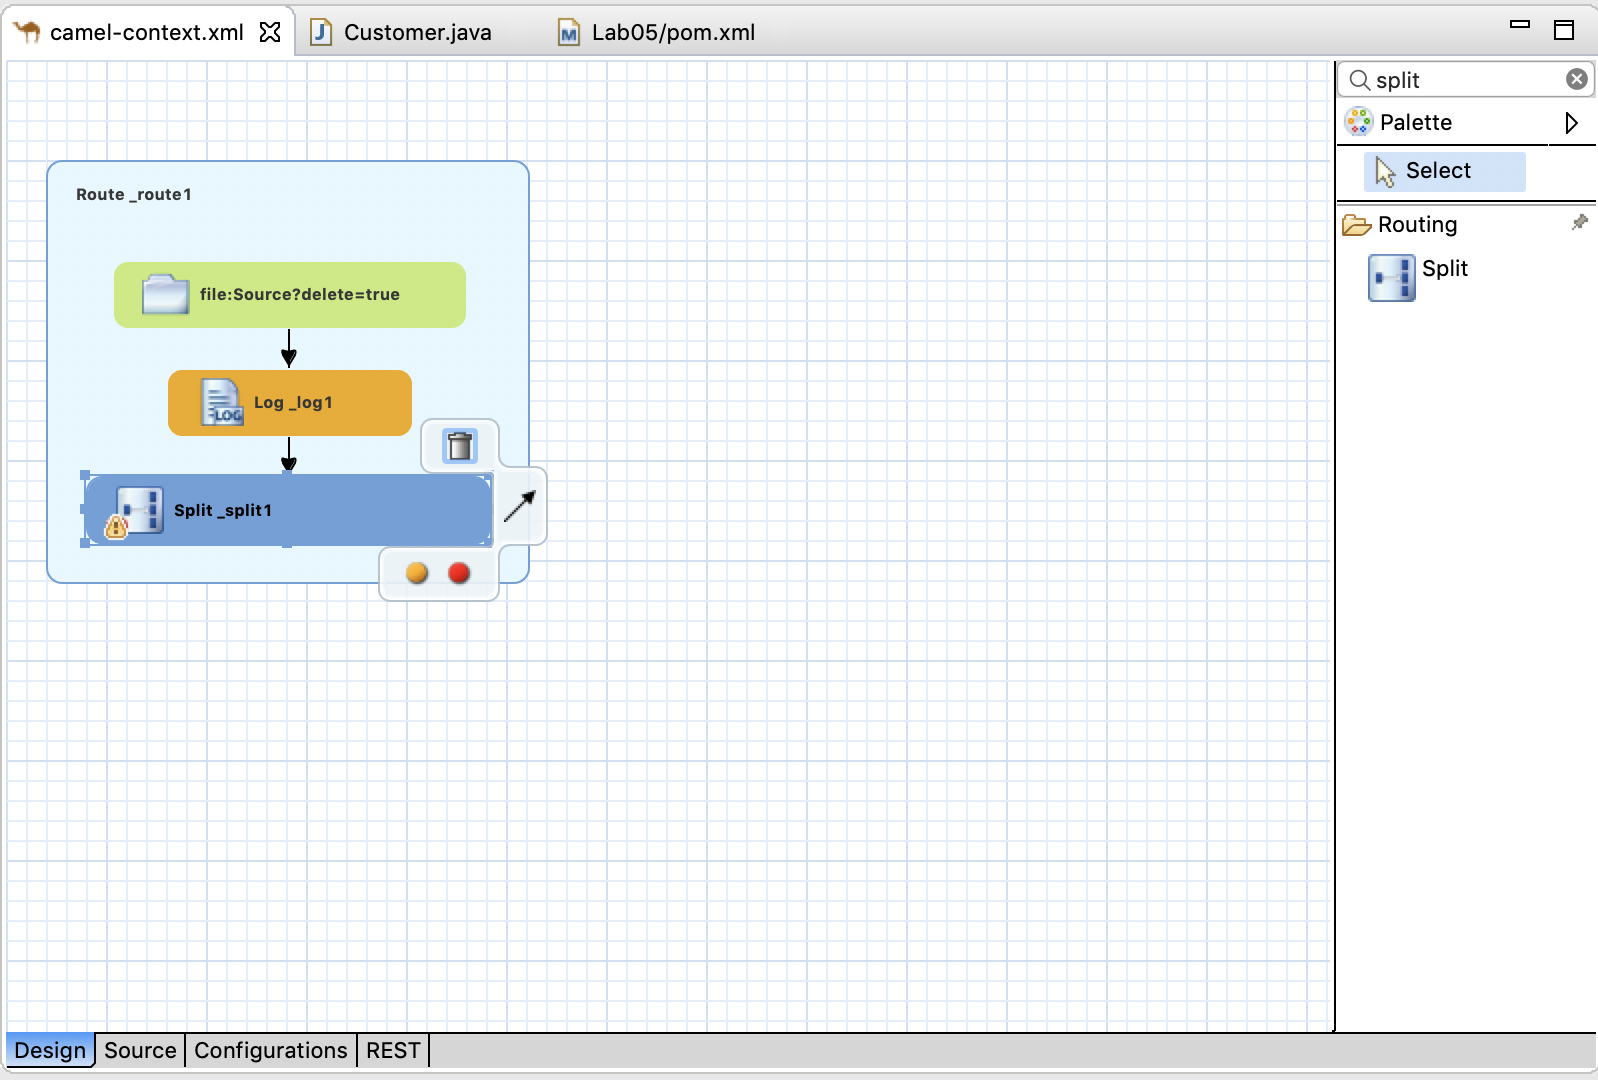 camel-context.xml
Customer.java
Lab05/pom.xml
split
Palette
Select
Routing
Split
Route _route1
file:Source?delete=true
LOG
Log _log1
Split _split1
Design
Source
Configurations
REST